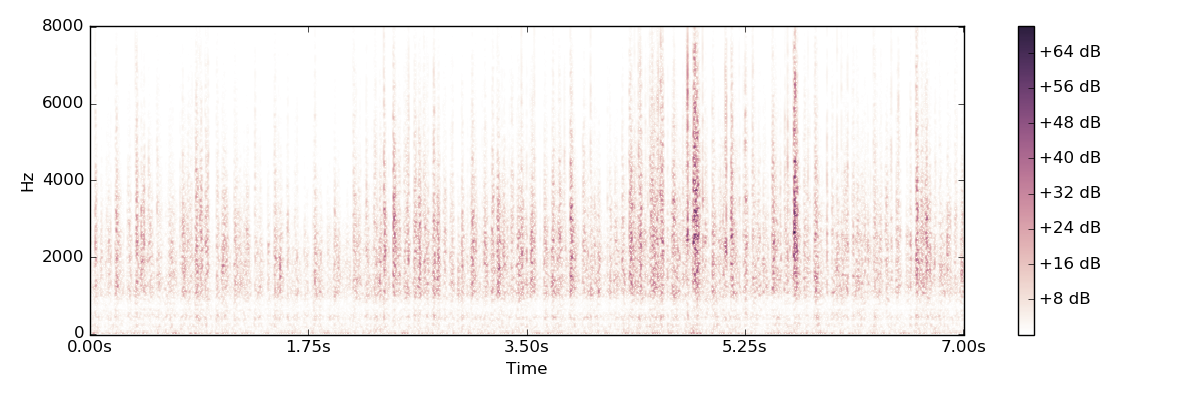 8000
6000
4000
2000
0
Hz
0.00s 1.75s 3.50s 5.25s 7.00s
Time
+64 dB
+56 dB
+48 dB
+40 dB
+32 dB
+24 dB
+16 dB
+8 dB